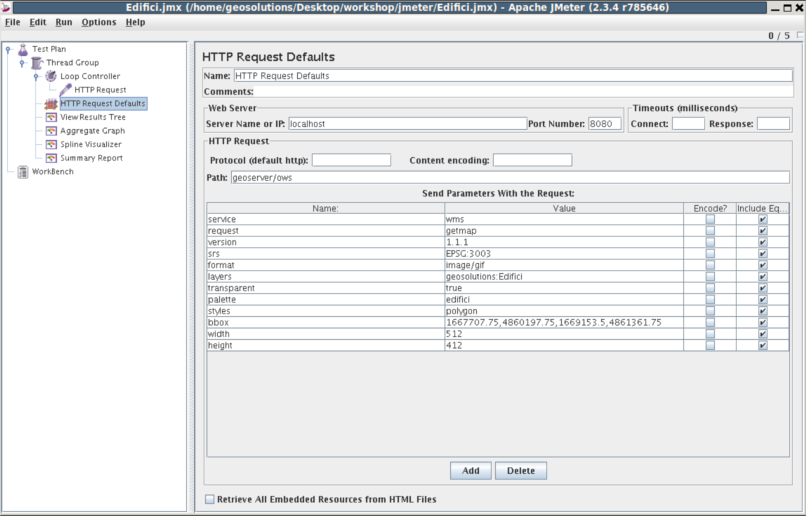 Edifici.jmx (/home/geosolutions/Desktop/workshop/jmeter/Edifici.jmx) - Apache JMeter (2.3.4 r785646)
File Edit Run Options Help
0 / 5
Test Plan
Thread Group
Loop Controller
HTTP Request
HTTP Request Defaults
View Results Tree
Aggregate Graph
Spline Visualizer
Summary Report
WorkBench
HTTP Request Defaults
Name: HTTP Request Defaults
Comments:
Web Server
Server Name or IP: localhost Port Number: 8080
Timeouts (milliseconds)
Connect: Response:
HTTP Request
Protocol (default http): Content encoding:
Path: geoserver/ows
Send Parameters With the Request:
Name: Value Encode? Include Eq...
service wms
request getmap
version 1.1.1
srs EPSG:3003
format image/gif
layers geosolutions:Edifici
transparent true
palette edifici
styles polygon
bbox 1667707.75,4860197.75,1669153.5,4861361.75
width 512
height 412
Add Delete
Retrieve All Embedded Resources from HTML Files